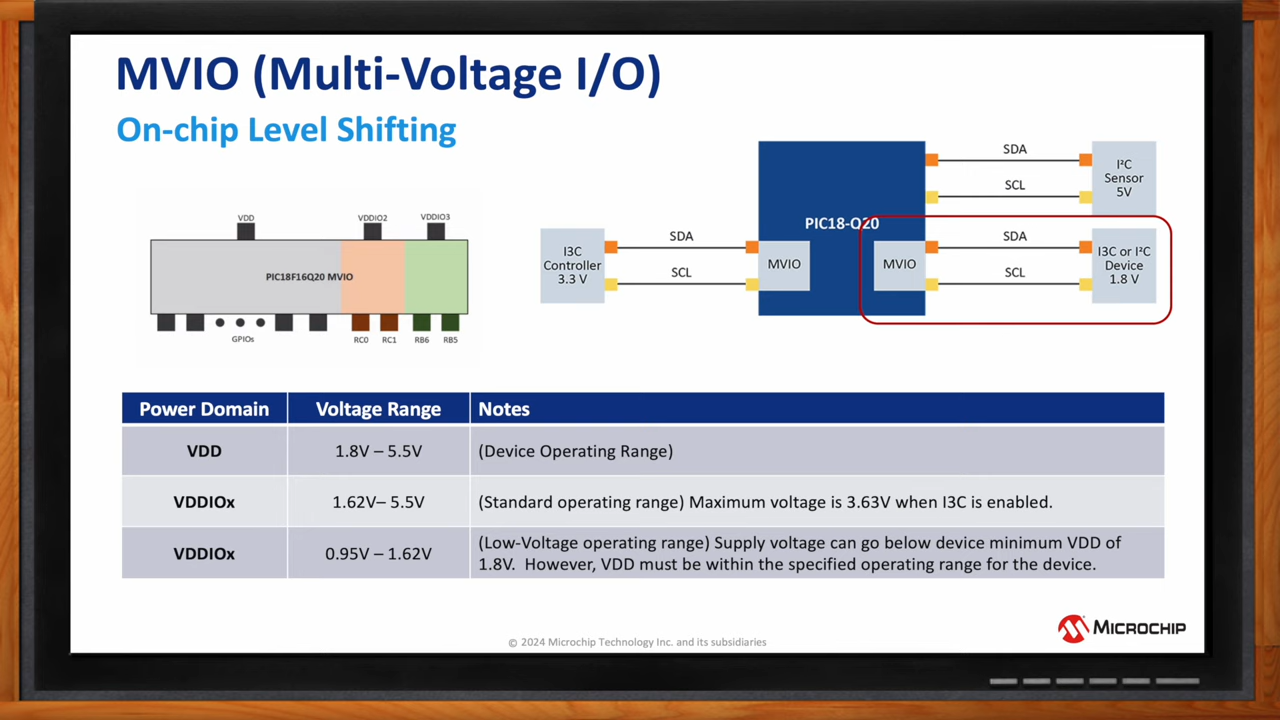 MVIO (Multi-Voltage I/O)
On-chip Level Shifting
VDD
VDDIO2
VDDIO3
PIC18F16Q20 MVIO
GPIOs
RC0
RC1
RB6
RB5
I3C
Controller
3.3 V
SDA
SCL
MVIO
PIC18-Q20
MVIO
SDA
SCL
I²C
Sensor
5V
SDA
SCL
I3C or I²C
Device
1.8 V
Power Domain Voltage Range Notes
VDD 1.8V – 5.5V (Device Operating Range)
VDDIOx 1.62V– 5.5V (Standard operating range) Maximum voltage is 3.63V when I3C is enabled.
VDDIOx 0.95V – 1.62V (Low-Voltage operating range) Supply voltage can go below device minimum VDD of
1.8V. However, VDD must be within the specified operating range for the device.
MICROCHIP
© 2024 Microchip Technology Inc. and its subsidiaries